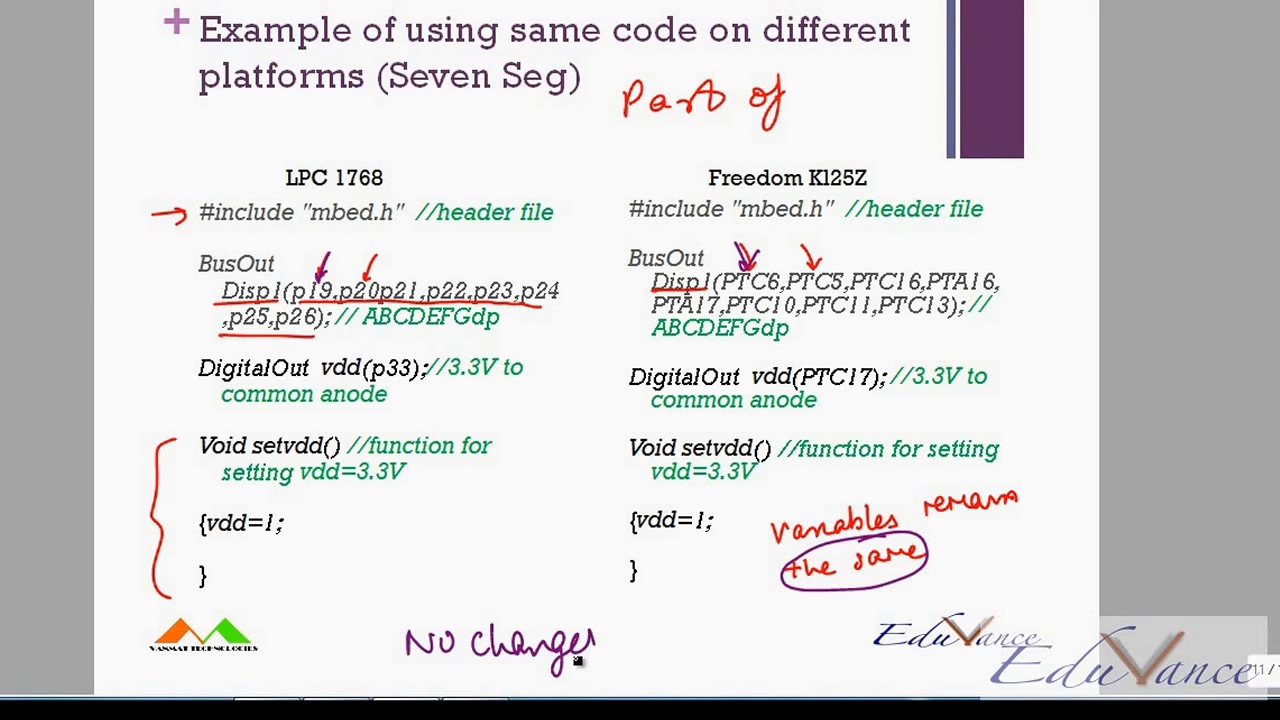 + Example of using same code on different
platforms (Seven Seg)
Part of
LPC 1768
#include "mbed.h" //header file
BusOut
Disp1(p19,p20p21,p22,p23,p24
,p25,p26); // ABCDEFGdp
DigitalOut vdd(p33);//3.3V to
common anode
Void setvdd() //function for
setting vdd=3.3V
{vdd=1;
}
Freedom Kl25Z
#include "mbed.h" //header file
BusOut
Disp1(PTC6,PTC5,PTC16,PTA16,
PTA17,PTC10,PTC11,PTC13); //
ABCDEFGdp
DigitalOut vdd(PTC17); //3.3V to
common anode
Void setvdd() //function for setting
vdd=3.3V
{vdd=1;
}
Variables remain
the same
No changes
VANMAT TECHNOLOGIES
EduVance
EduVance
11/1